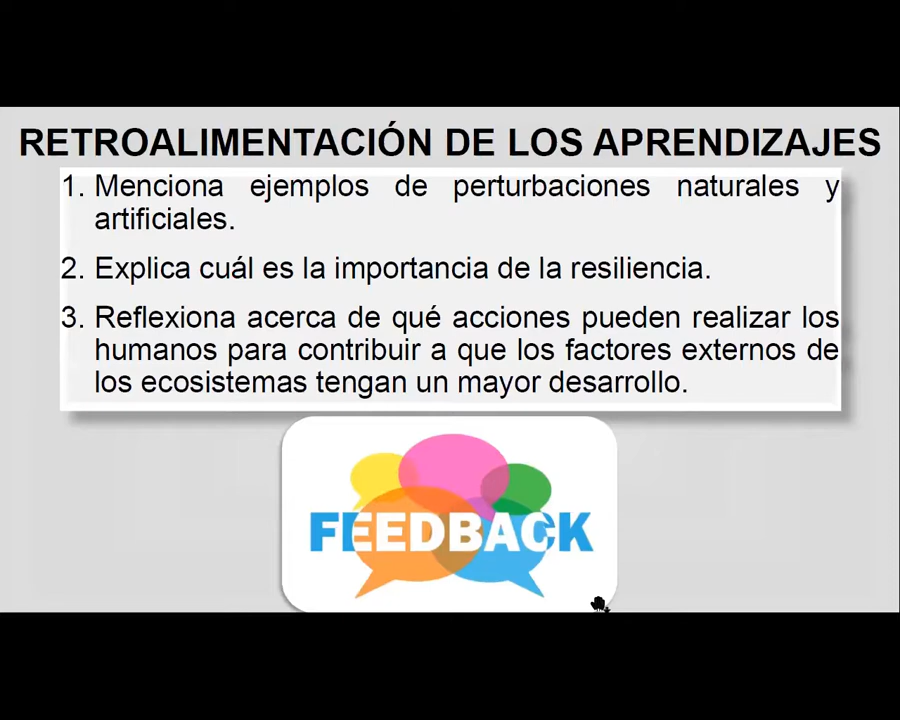 RETROALIMENTACIÓN DE LOS APRENDIZAJES
1. Menciona ejemplos de perturbaciones naturales y
artificiales.
2. Explica cuál es la importancia de la resiliencia.
3. Reflexiona acerca de qué acciones pueden realizar los
humanos para contribuir a que los factores externos de
los ecosistemas tengan un mayor desarrollo.
FEEDBACK